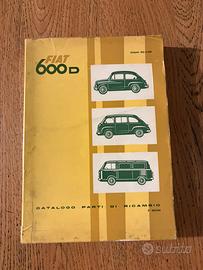 FIAT
600D
CATALOGO PARTI DI RICAMBIO
subito